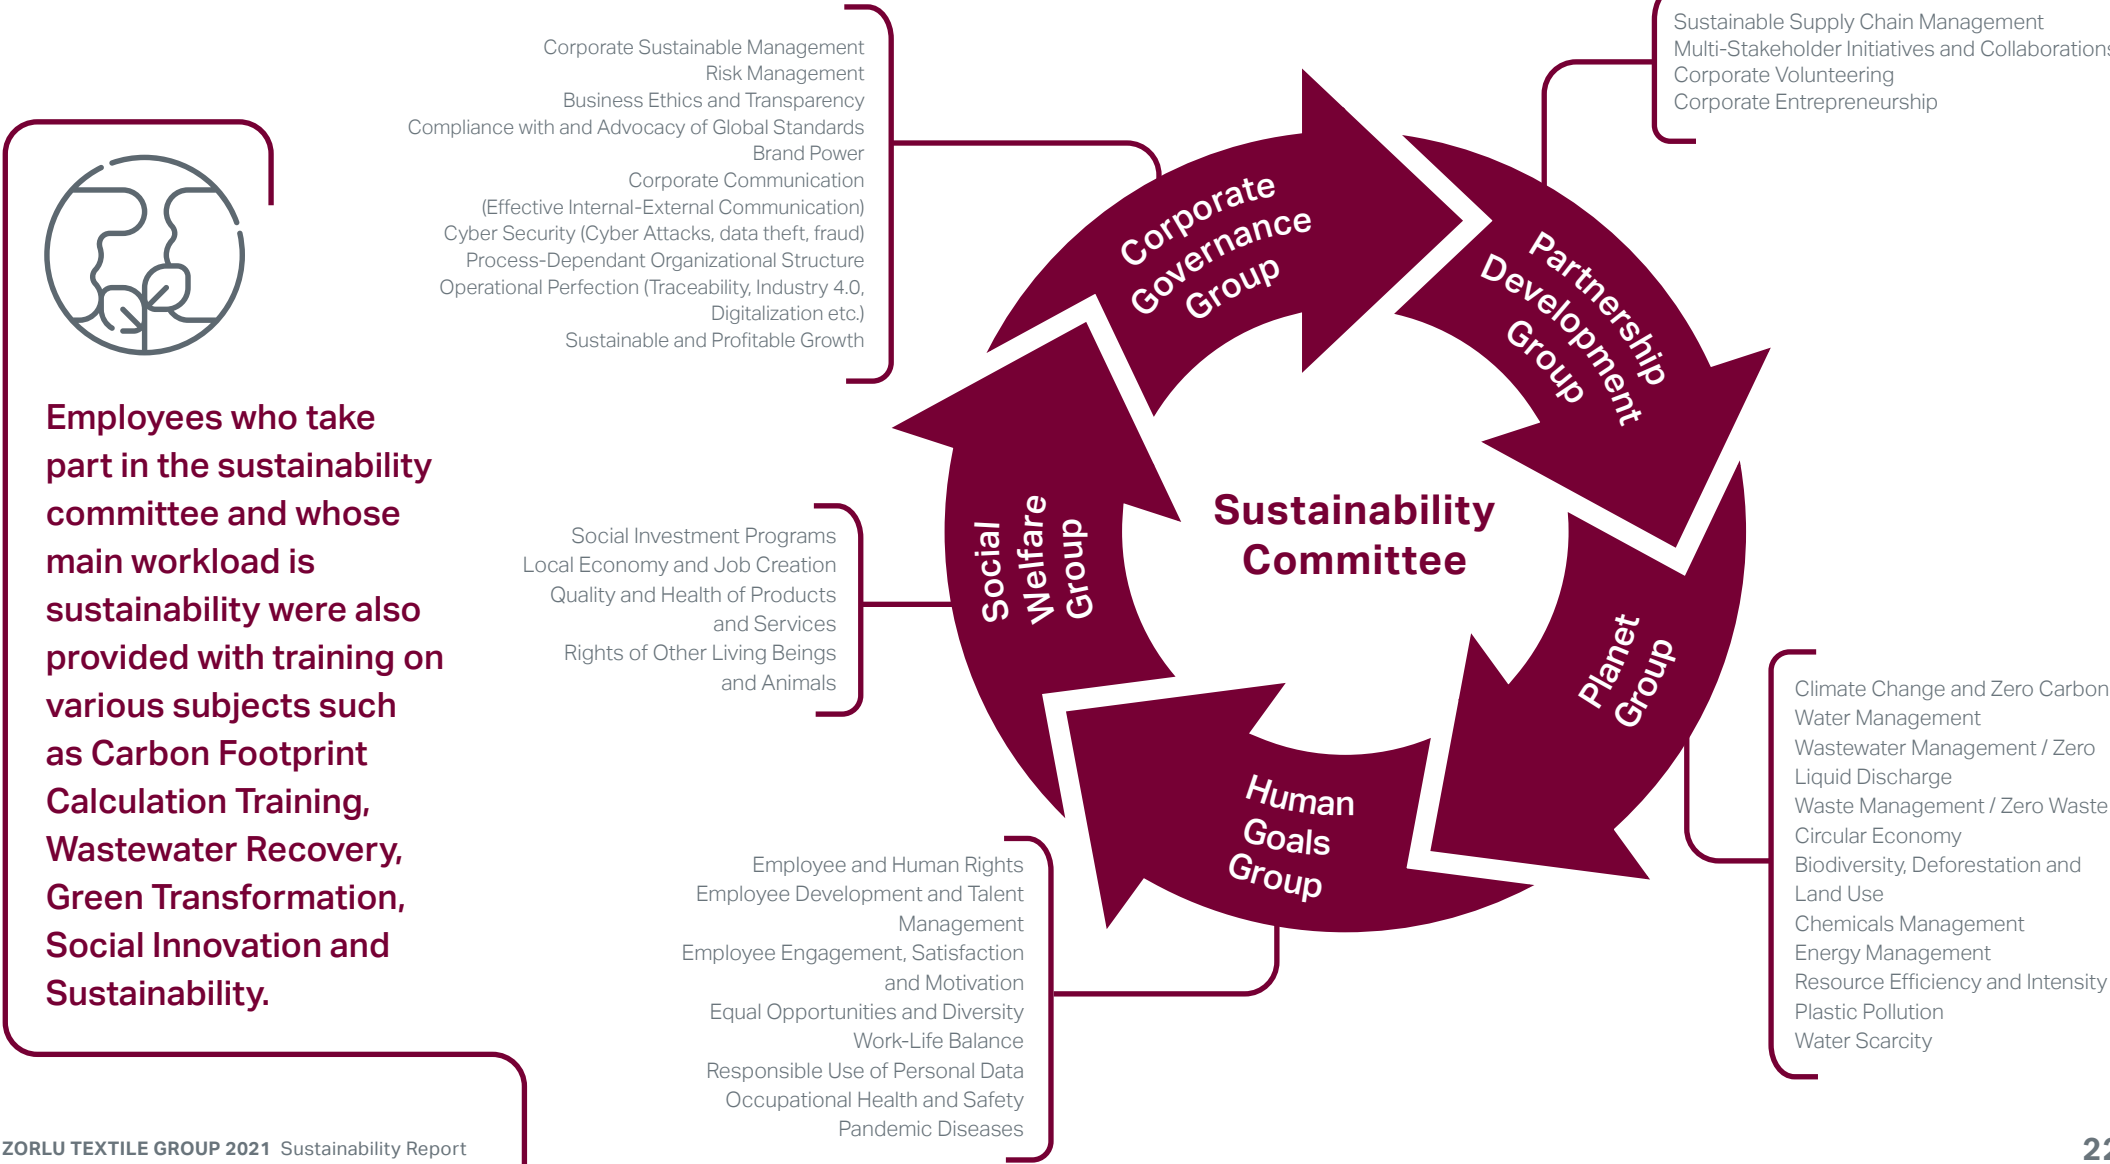 Corporate Sustainable Management
Risk Management
Business Ethics and Transparency
Compliance with and Advocacy of Global Standards
Brand Power
Corporate Communication
(Effective Internal-External Communication)
Cyber Security (Cyber Attacks, data theft, fraud)
Process-Dependant Organizational Structure
Operational Perfection (Traceability, Industry 4.0,
Digitalization etc.)
Sustainable and Profitable Growth
Sustainable Supply Chain Management
Multi-Stakeholder Initiatives and Collaborations
Corporate Volunteering
Corporate Entrepreneurship
Employees who take
part in the sustainability
committee and whose
main workload is
sustainability were also
provided with training on
various subjects such
as Carbon Footprint
Calculation Training,
Wastewater Recovery,
Green Transformation,
Social Innovation and
Sustainability.
Corporate
Governance
Group
Partnership
Development
Group
Sustainability
Committee
Social
Welfare
Group
Planet
Group
Human
Goals
Group
Social Investment Programs
Local Economy and Job Creation
Quality and Health of Products
and Services
Rights of Other Living Beings
and Animals
Climate Change and Zero Carbon
Water Management
Wastewater Management / Zero
Liquid Discharge
Waste Management / Zero Waste
Circular Economy
Biodiversity, Deforestation and
Land Use
Chemicals Management
Energy Management
Resource Efficiency and Intensity
Plastic Pollution
Water Scarcity
Employee and Human Rights
Employee Development and Talent
Management
Employee Engagement, Satisfaction
and Motivation
Equal Opportunities and Diversity
Work-Life Balance
Responsible Use of Personal Data
Occupational Health and Safety
Pandemic Diseases
ZORLU TEXTILE GROUP 2021 Sustainability Report
22